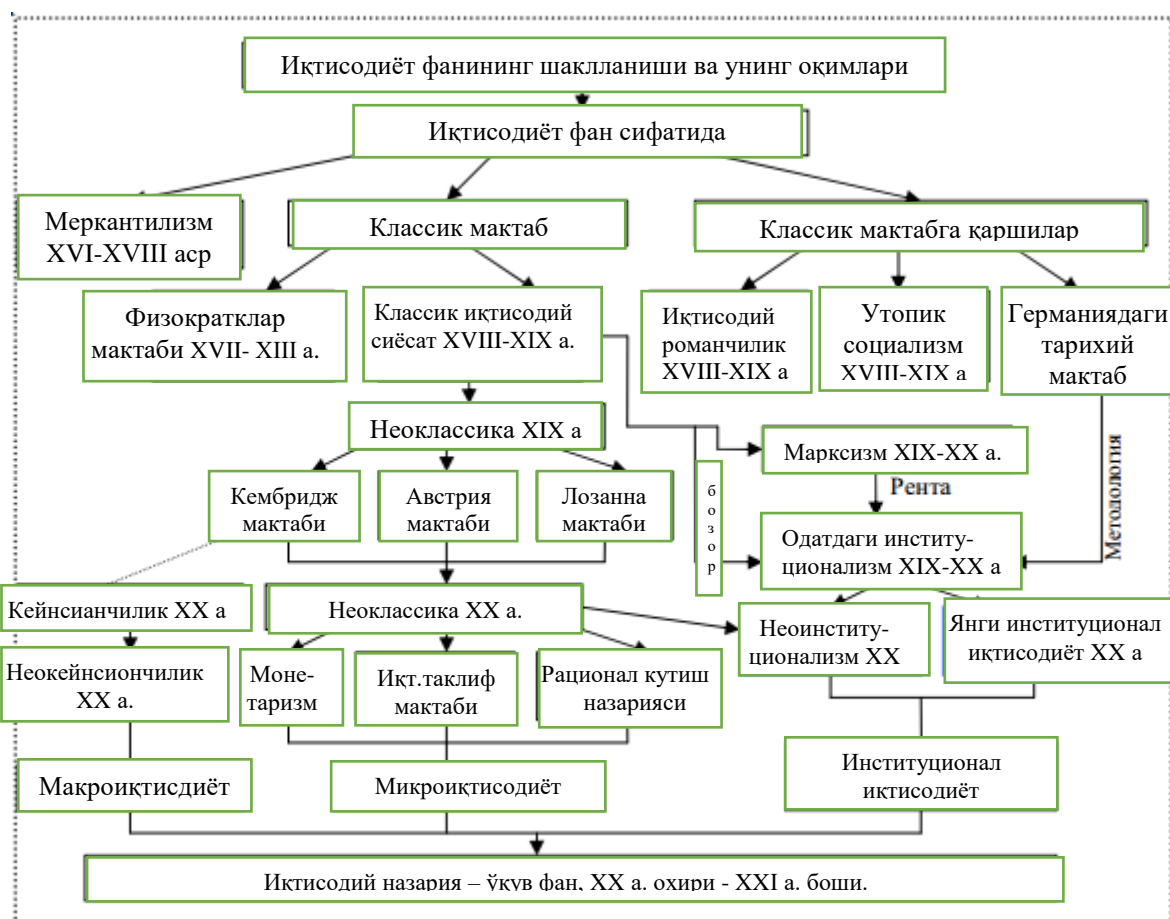 Иқтисодиёт фанининг шаклланиши ва унинг оқимлари
Иқтисодиёт фан сифатида
Меркантилизм
XVI-XVIII аср
Классик мактаб
Классик мактабга қаршилар
Физократклар
мактаби XVII- XIII а.
Классик иқтисодий
сиёсат XVIII-XIX а.
Иқтисодий
романчилик
XVIII-XIX а
Утопик
социализм
XVIII-XIX а
Германиядаги
тарихий
мактаб
Неоклассика XIX а
Марксизм XIX-XX а.
Рента
Методология
бозор
Кембридж
мактаби
Австрия
мактаби
Лозанна
мактаби
Одатдаги институ-
ционализм XIX-XX а
Кейнсианчилик XX а
Неоклассика XX а.
Неоинститу-
ционализм XX
Янги институционал
иқтисодиёт XX а
Неокейнсиончилик
XX а.
Моне-
таризм
Иқт.таклиф
мактаби
Рационал кутиш
назарияси
Макроиқтисдиёт
Микроиқтисодиёт
Институционал
иқтисодиёт
Иқтисодий назария – ўқув фан, XX а. охири - XXI а. боши.